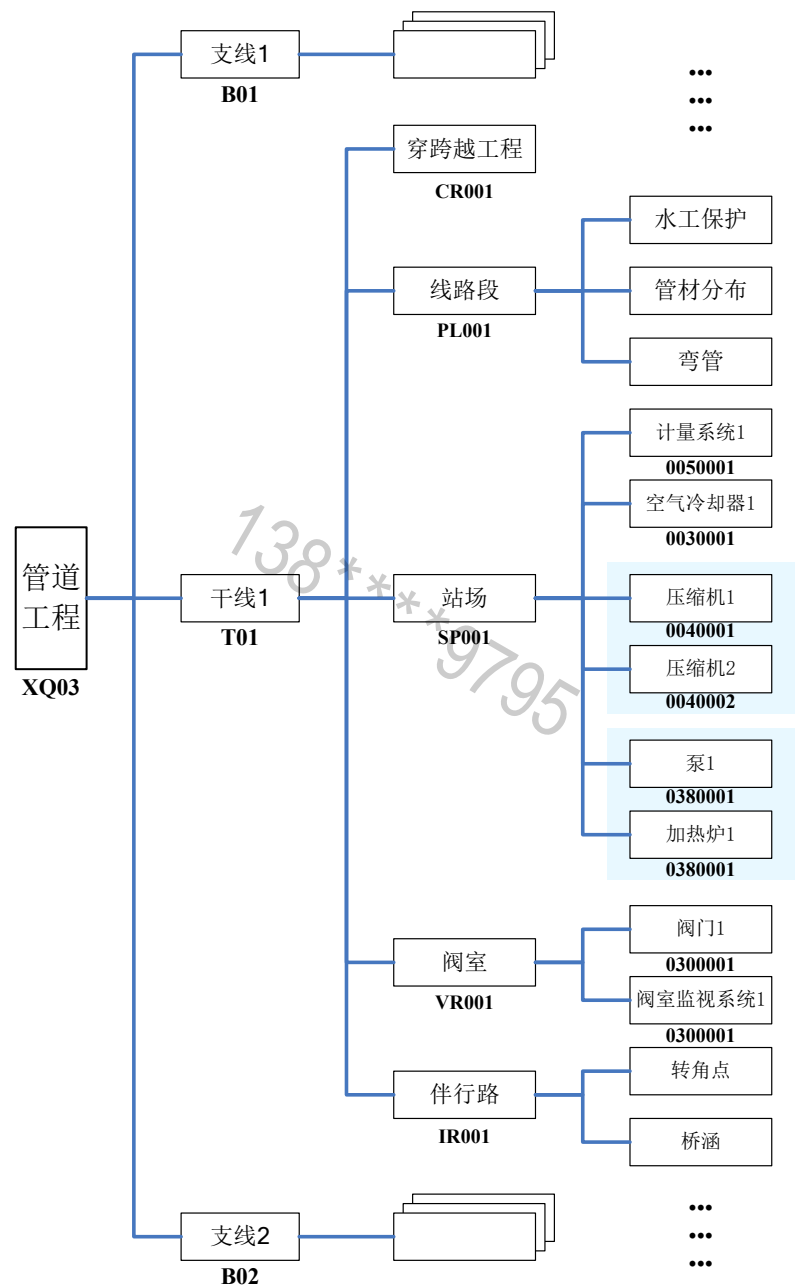 支线1
B01
...
...
...
穿跨越工程
CR001
水工保护
线路段
PL001
管材分布
弯管
计量系统1
0050001
空气冷却器1
0030001
管道
工程
XQ03
干线1
T01
站场
SP001
压缩机1
0040001
压缩机2
0040002
泵1
0380001
加热炉1
0380001
138****9795
阀室
VR001
阀门1
0300001
阀室监视系统1
0300001
伴行路
IR001
转角点
桥涵
支线2
B02
...
...
...